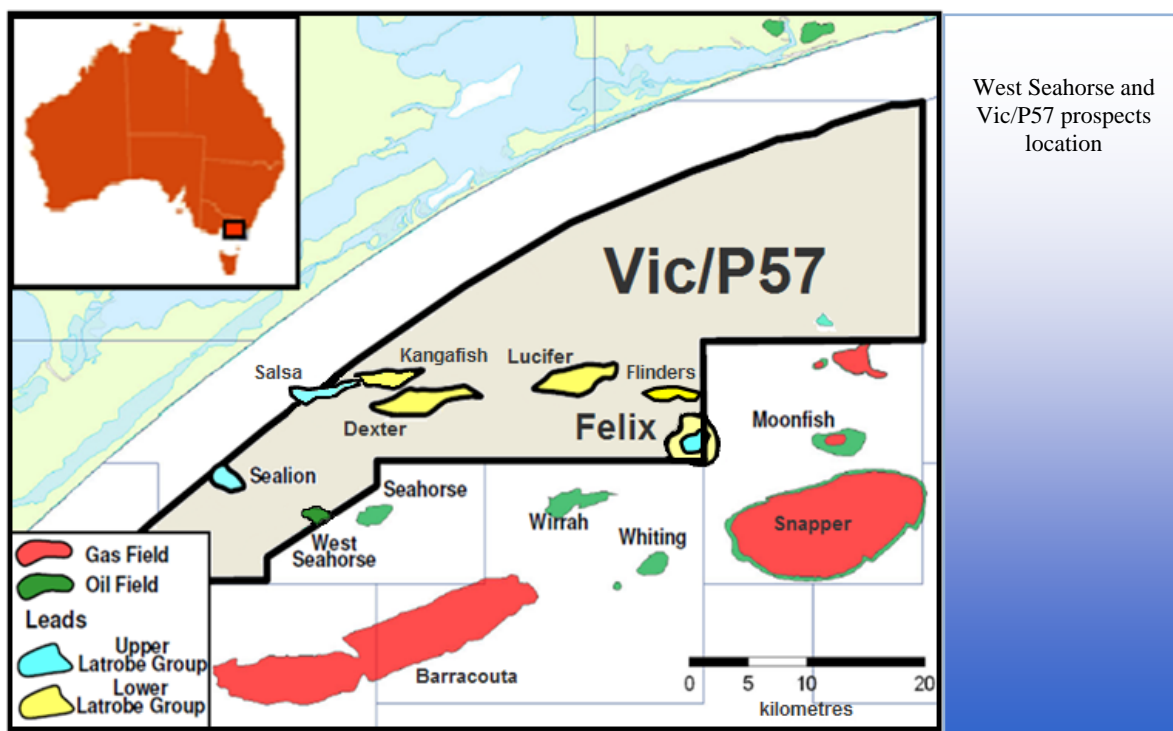 West Seahorse and
Vic/P57 prospects
location
Vic/P57
Salsa
Kangafish
Lucifer
Flinders
Dexter
Felix
Moonfish
Sealion
Seahorse
West
Seahorse
Wirrah
Whiting
Snapper
Barracouta
Gas Field
Oil Field
Leads
Upper
Latrobe Group
Lower
Latrobe Group
0 5 10 20
kilometres